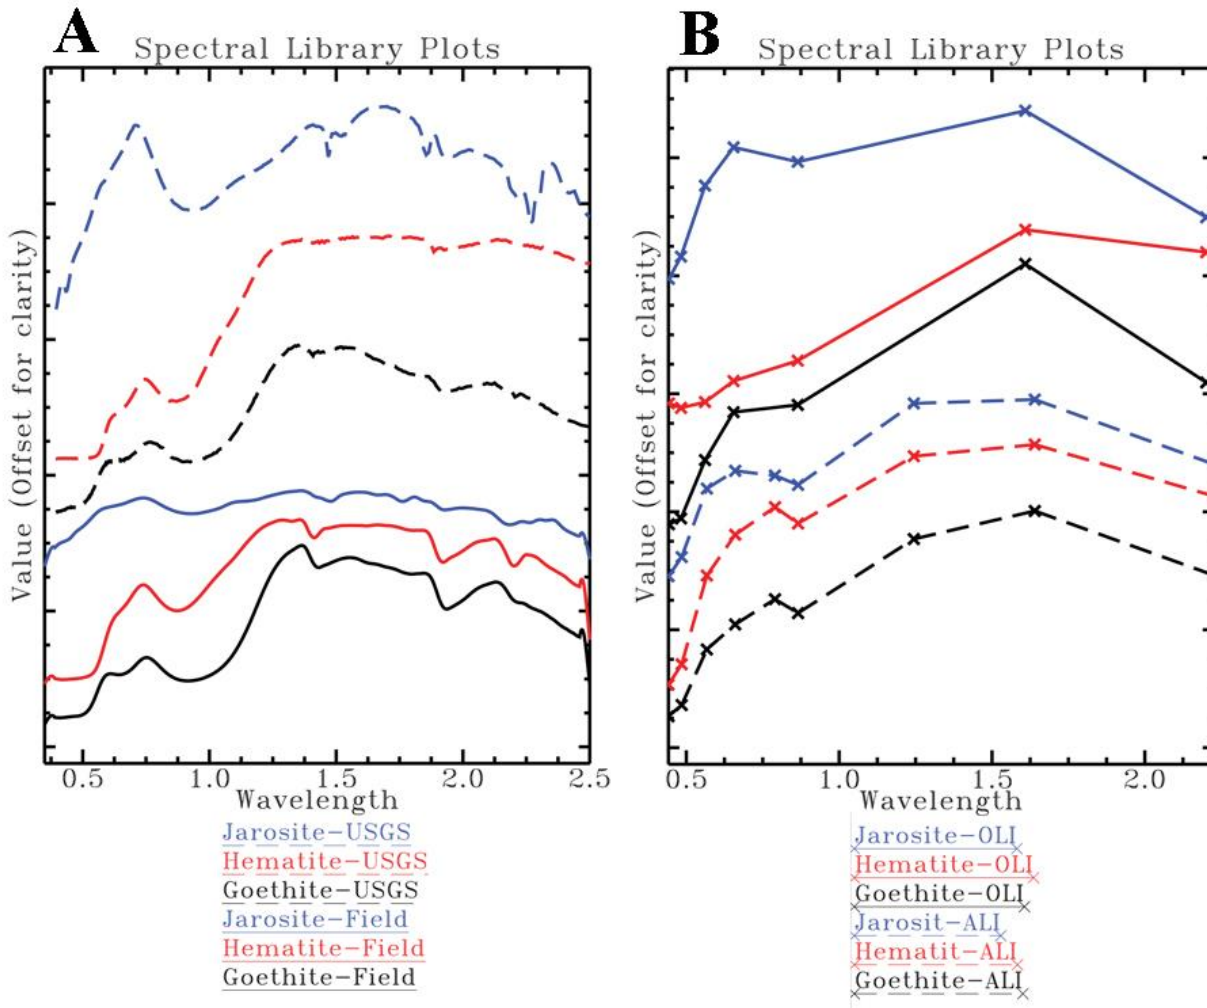 A
Spectral Library Plots
Value (Offset for clarity)
0.5 1.0 1.5 2.0 2.5
Wavelength
Jarosite-USGS
Hematite-USGS
Goethite-USGS
Jarosite-Field
Hematite-Field
Goethite-Field
B
Spectral Library Plots
Value (Offset for clarity)
0.5 1.0 1.5 2.0
Wavelength
Jarosite-OLI
Hematite-OLI
Goethite-OLI
Jarosit-ALI
Hematit-ALI
Goethite-ALI